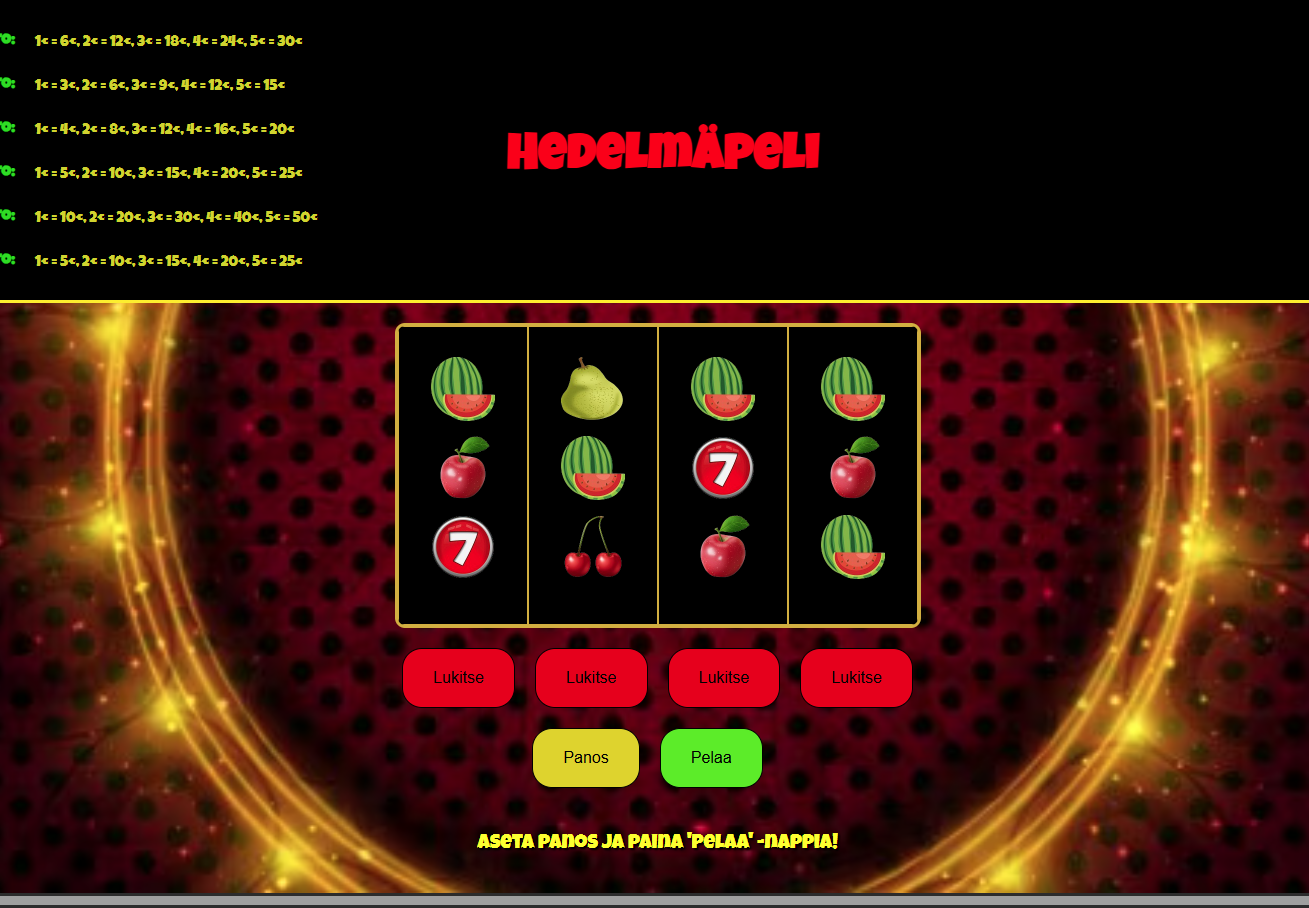 O: 1€ = 6€, 2€ = 12€, 3€ = 18€, 4€ = 24€, 5€ = 30€
O: 1€ = 3€, 2€ = 6€, 3€ = 9€, 4€ = 12€, 5€ = 15€
O: 1€ = 4€, 2€ = 8€, 3€ = 12€, 4€ = 16€, 5€ = 20€
O: 1€ = 5€, 2€ = 10€, 3€ = 15€, 4€ = 20€, 5€ = 25€
O: 1€ = 10€, 2€ = 20€, 3€ = 30€, 4€ = 40€, 5€ = 50€
O: 1€ = 5€, 2€ = 10€, 3€ = 15€, 4€ = 20€, 5€ = 25€
HEDELMÄPELI
7
7
Lukitse Lukitse Lukitse Lukitse
Panos Pelaa
ASETA PANOS JA PAINA 'PELAA' -NAPPIA!